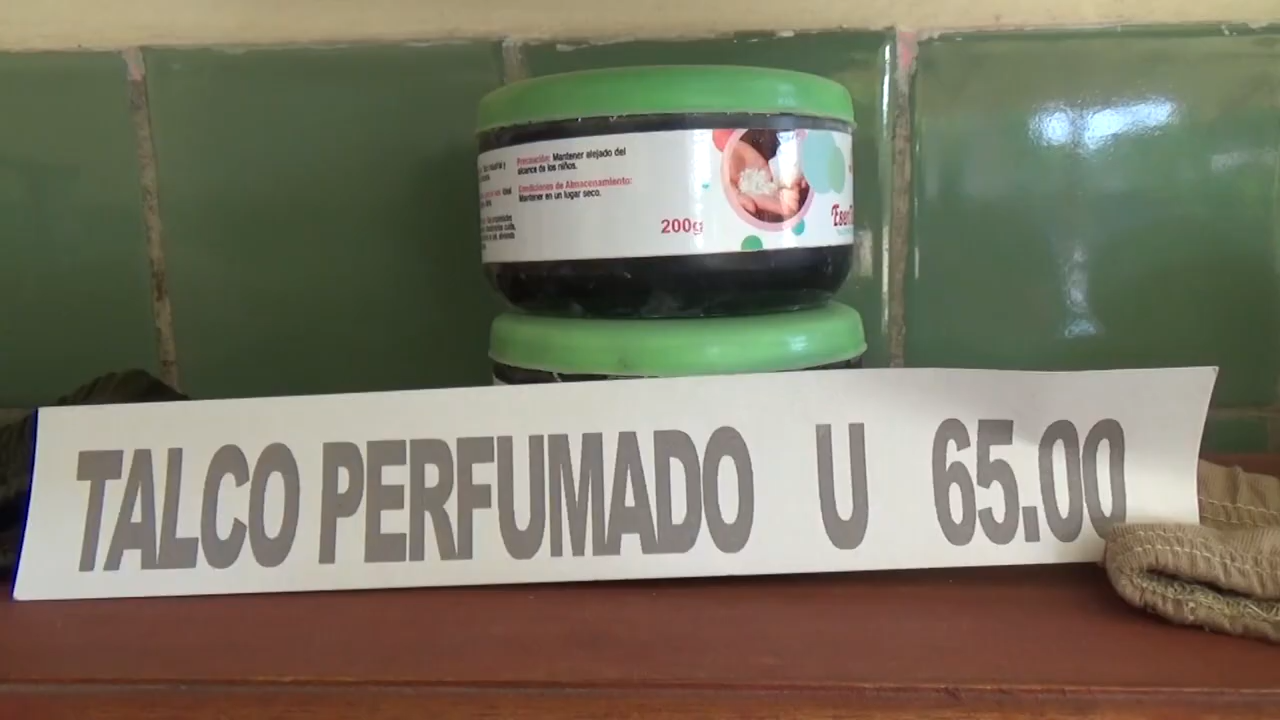 Precaución: Mantener alejado del
alcance de los niños.
Condiciones de Almacenamiento:
Mantener en un lugar seco.
200g
TALCO PERFUMADO U 65.00